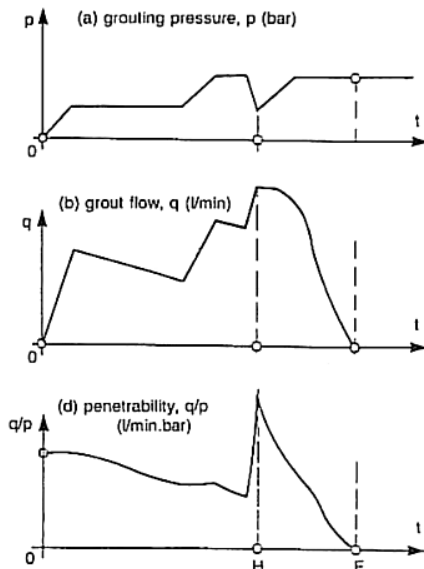 p
(a) grouting pressure, p (bar)
0
t
(b) grout flow, q (l/min)
q
0
t
(d) penetrability, q/p
q/p
(l/min.bar)
0
t
H
F